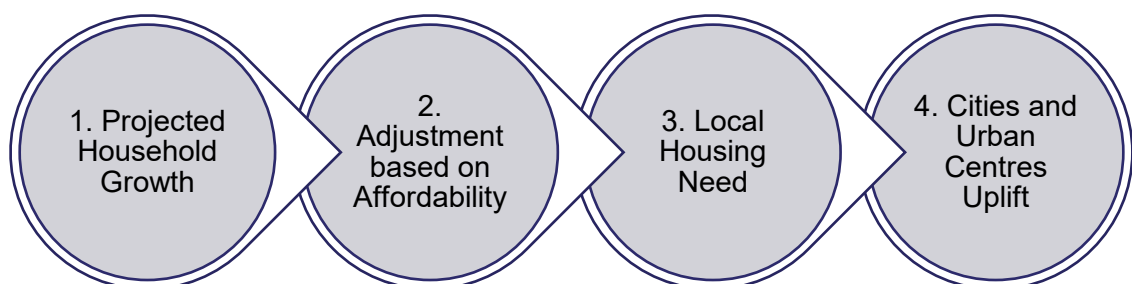 1. Projected
Household
Growth
2.
Adjustment
based on
Affordability
3. Local
Housing
Need
4. Cities and
Urban
Centres
Uplift